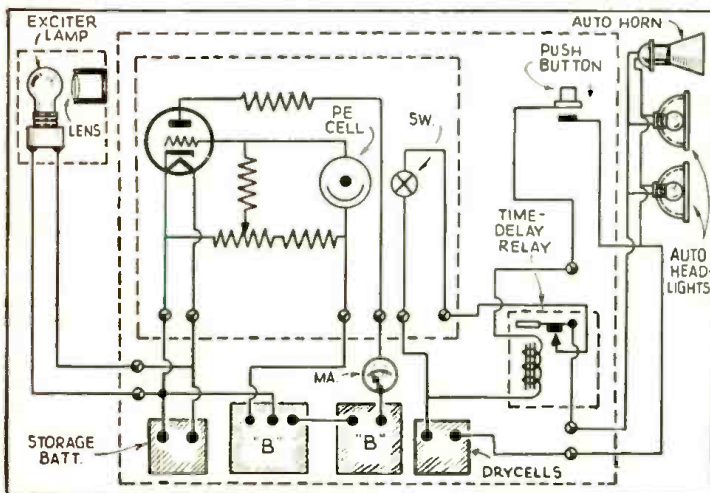 EXCITER
LAMP
LENS
PE
CELL
SW.
PUSH
BUTTON
AUTO HORN
TIME-
DELAY
RELAY
AUTO
HEAD-
LIGHTS
MA.
STORAGE
BATT.
"B"
"B"
DRYCELLS